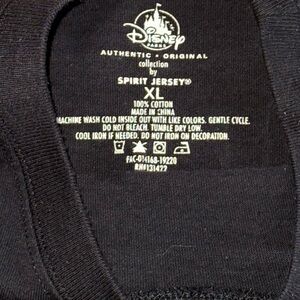 Disney
PARKS
AUTHENTIC • ORIGINAL
collection
by
SPIRIT JERSEY®
XL
100% COTTON
MADE IN CHINA
MACHINE WASH COLD INSIDE OUT WITH LIKE COLORS. GENTLE CYCLE.
DO NOT BLEACH. TUMBLE DRY LOW.
COOL IRON IF NEEDED. DO NOT IRON ON TRIM.
FAC-014168-19220
RN#131422